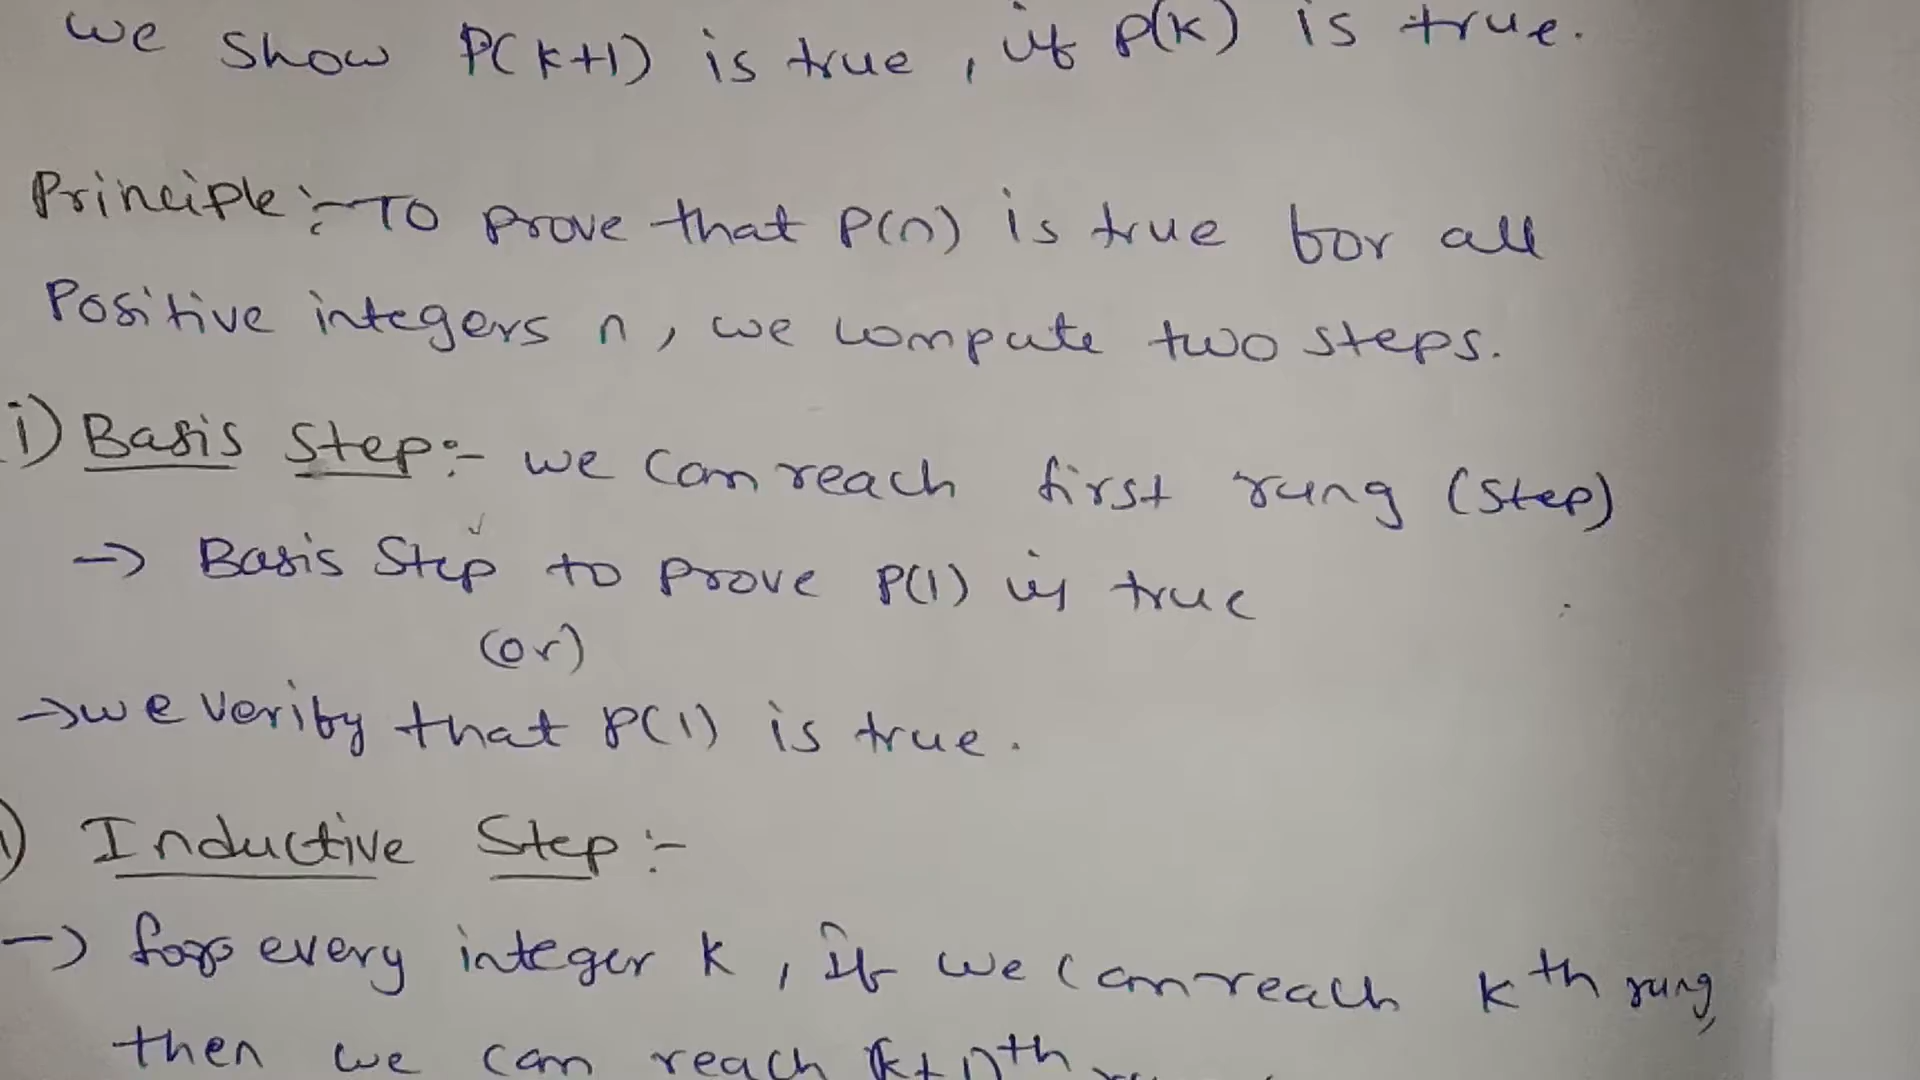 we show P(k+1) is true, if P(k) is true.
Principle:- To prove that P(n) is true for all
Positive integers n, we compute two steps.
i) Basis Step:- we can reach first rung (step)
→ Basis Step to prove P(1) is true
(or)
→ we verify that P(1) is true.
) Inductive Step:-
→ for every integer k, If we can reach kth rung,
then we can reach k+1)th